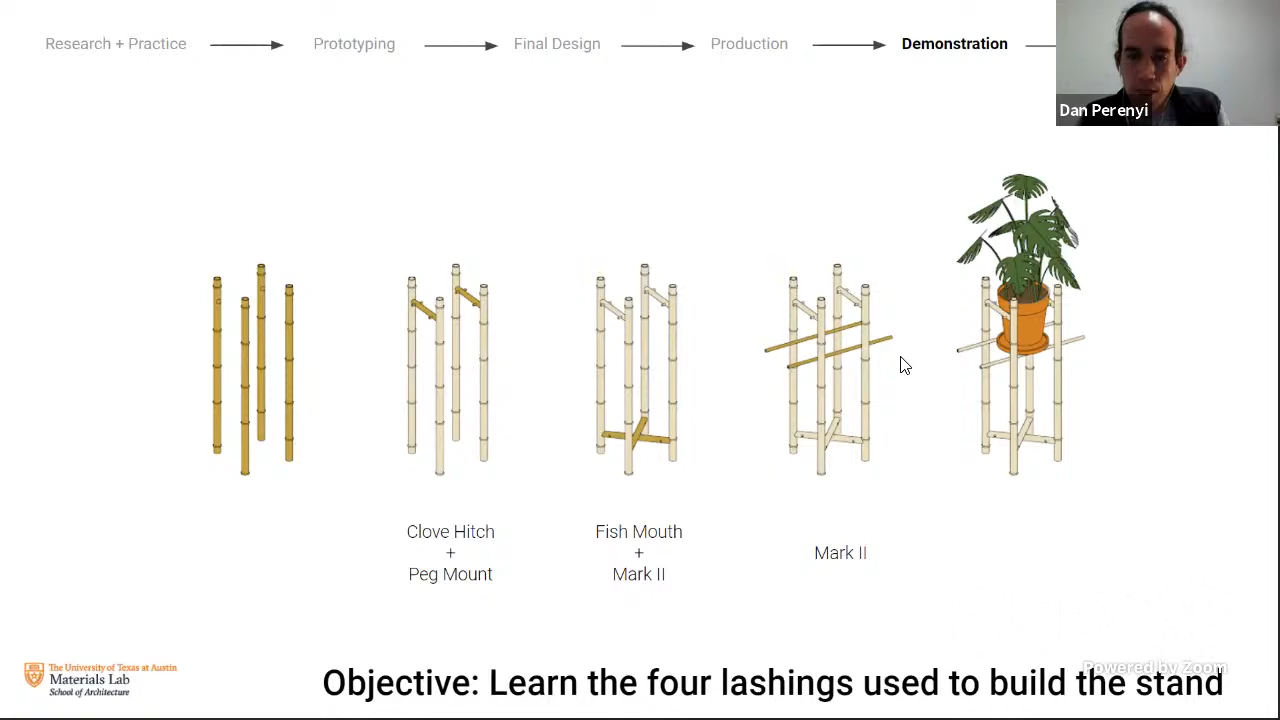 Research + Practice
Prototyping
Final Design
Production
Demonstration
Dan Perenyi
Clove Hitch
+
Peg Mount
Fish Mouth
+
Mark II
Mark II
The University of Texas at Austin
Materials Lab
School of Architecture
Powered by Zoom
Objective: Learn the four lashings used to build the stand